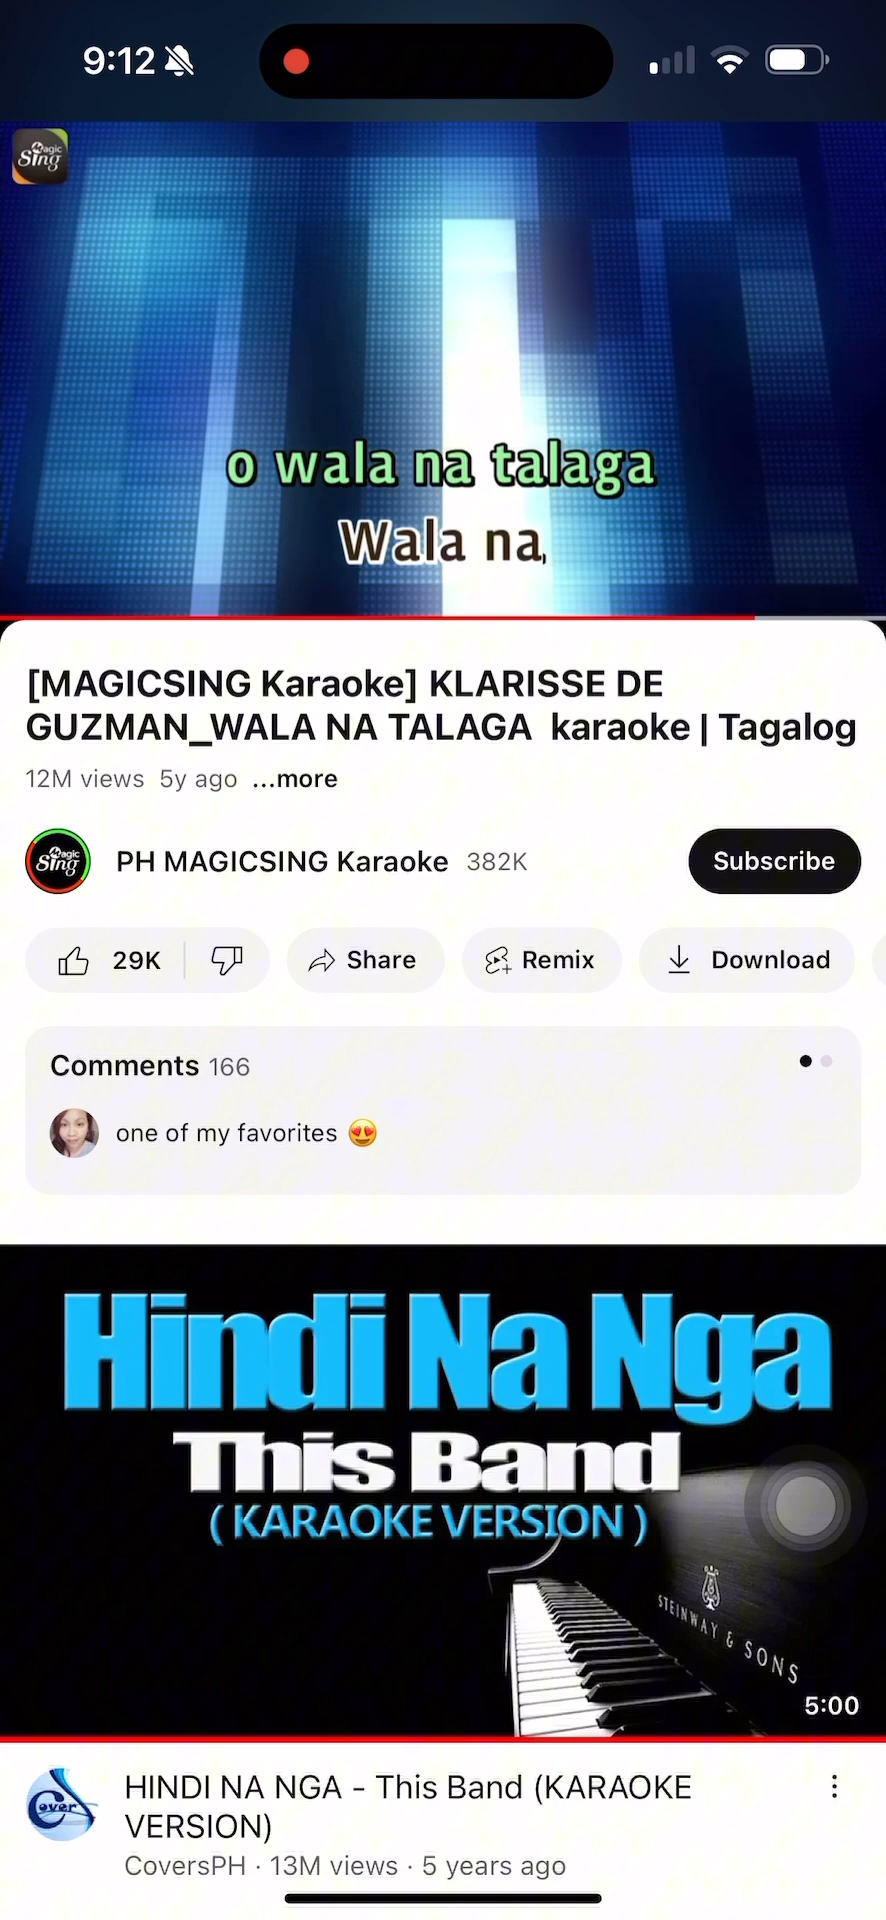 9:12
Magic
Sing
o wala na talaga
Wala na,
[MAGICSING Karaoke] KLARISSE DE
GUZMAN_WALA NA TALAGA karaoke | Tagalog
12M views 5y ago ...more
Magic
Sing
PH MAGICSING Karaoke 382K
Subscribe
29K
Share
Remix
Download
Comments 166
one of my favorites 😍
Hindi Na Nga
This Band
( KARAOKE VERSION )
STEINWAY & SONS
5:00
Cover
HINDI NA NGA - This Band (KARAOKE
VERSION)
CoversPH · 13M views · 5 years ago